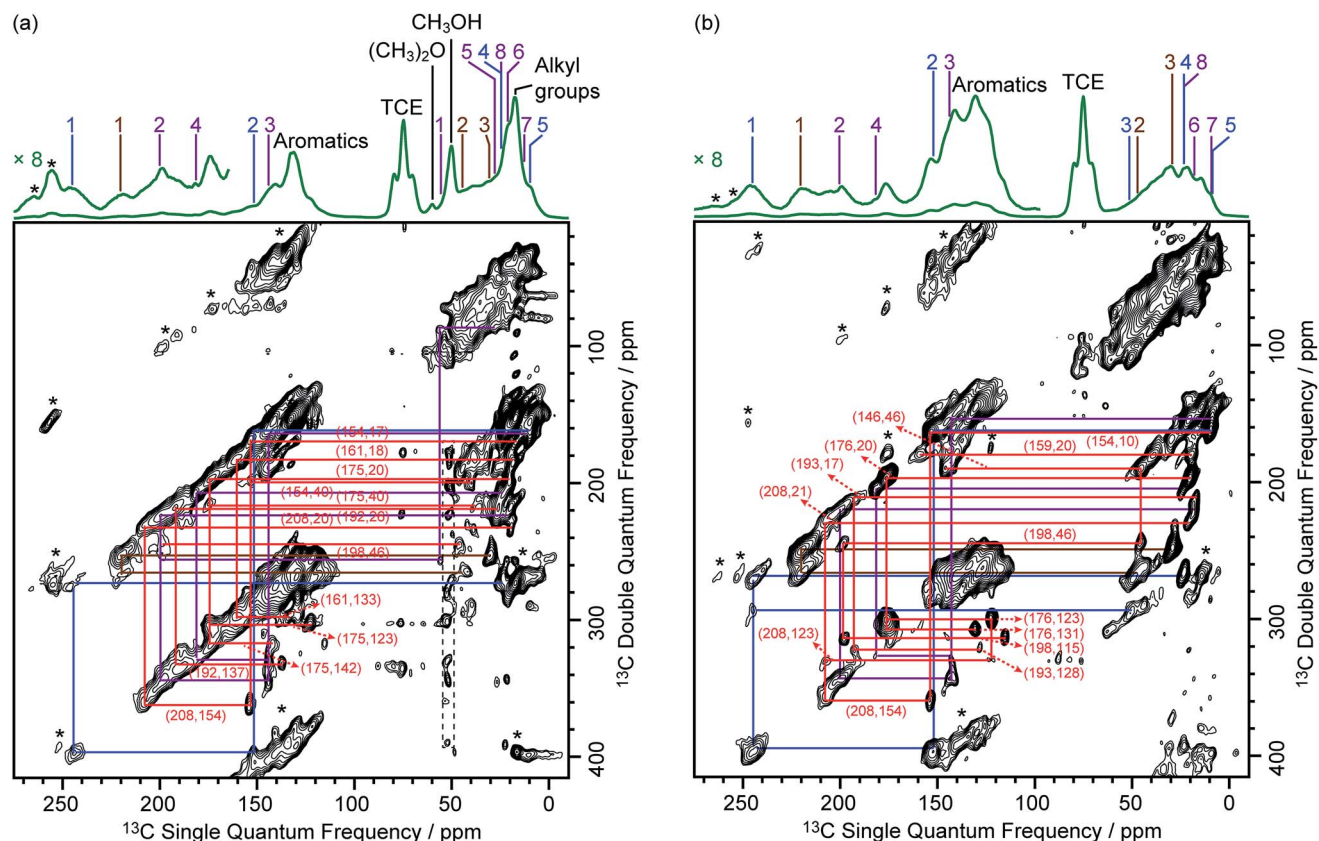 (a)
CH₃OH
(CH₃)₂O
5 4 8 6
Alkyl
groups
TCE
1 1 2 4 2 3 Aromatics 1 2 3 7 5
× 8 * *
* * * * * *
(154,17)
(161,18)
(175,20)
(154,40)
(175,40)
(208,20)
(192,26)
(198,46)
(161,133)
(175,123)
(175,142)
(192,137)
(208,154)
* * * *
100
200
300
400
¹³C Double Quantum Frequency / ppm
250 200 150 100 50 0
¹³C Single Quantum Frequency / ppm
(b)
2 3
Aromatics
TCE
3 4 8
1 1 2 4 3 2 6 7 5
× 8 * *
* * * * * * *
(146,46)
(176,20)
(159,20)
(154,10)
(193,17)
(208,21)
(198,46)
* * *
(176,123)
(208,123)
(176,131)
(198,115)
(193,128)
(208,154)
* *
100
200
300
400
¹³C Double Quantum Frequency / ppm
250 200 150 100 50 0
¹³C Single Quantum Frequency / ppm